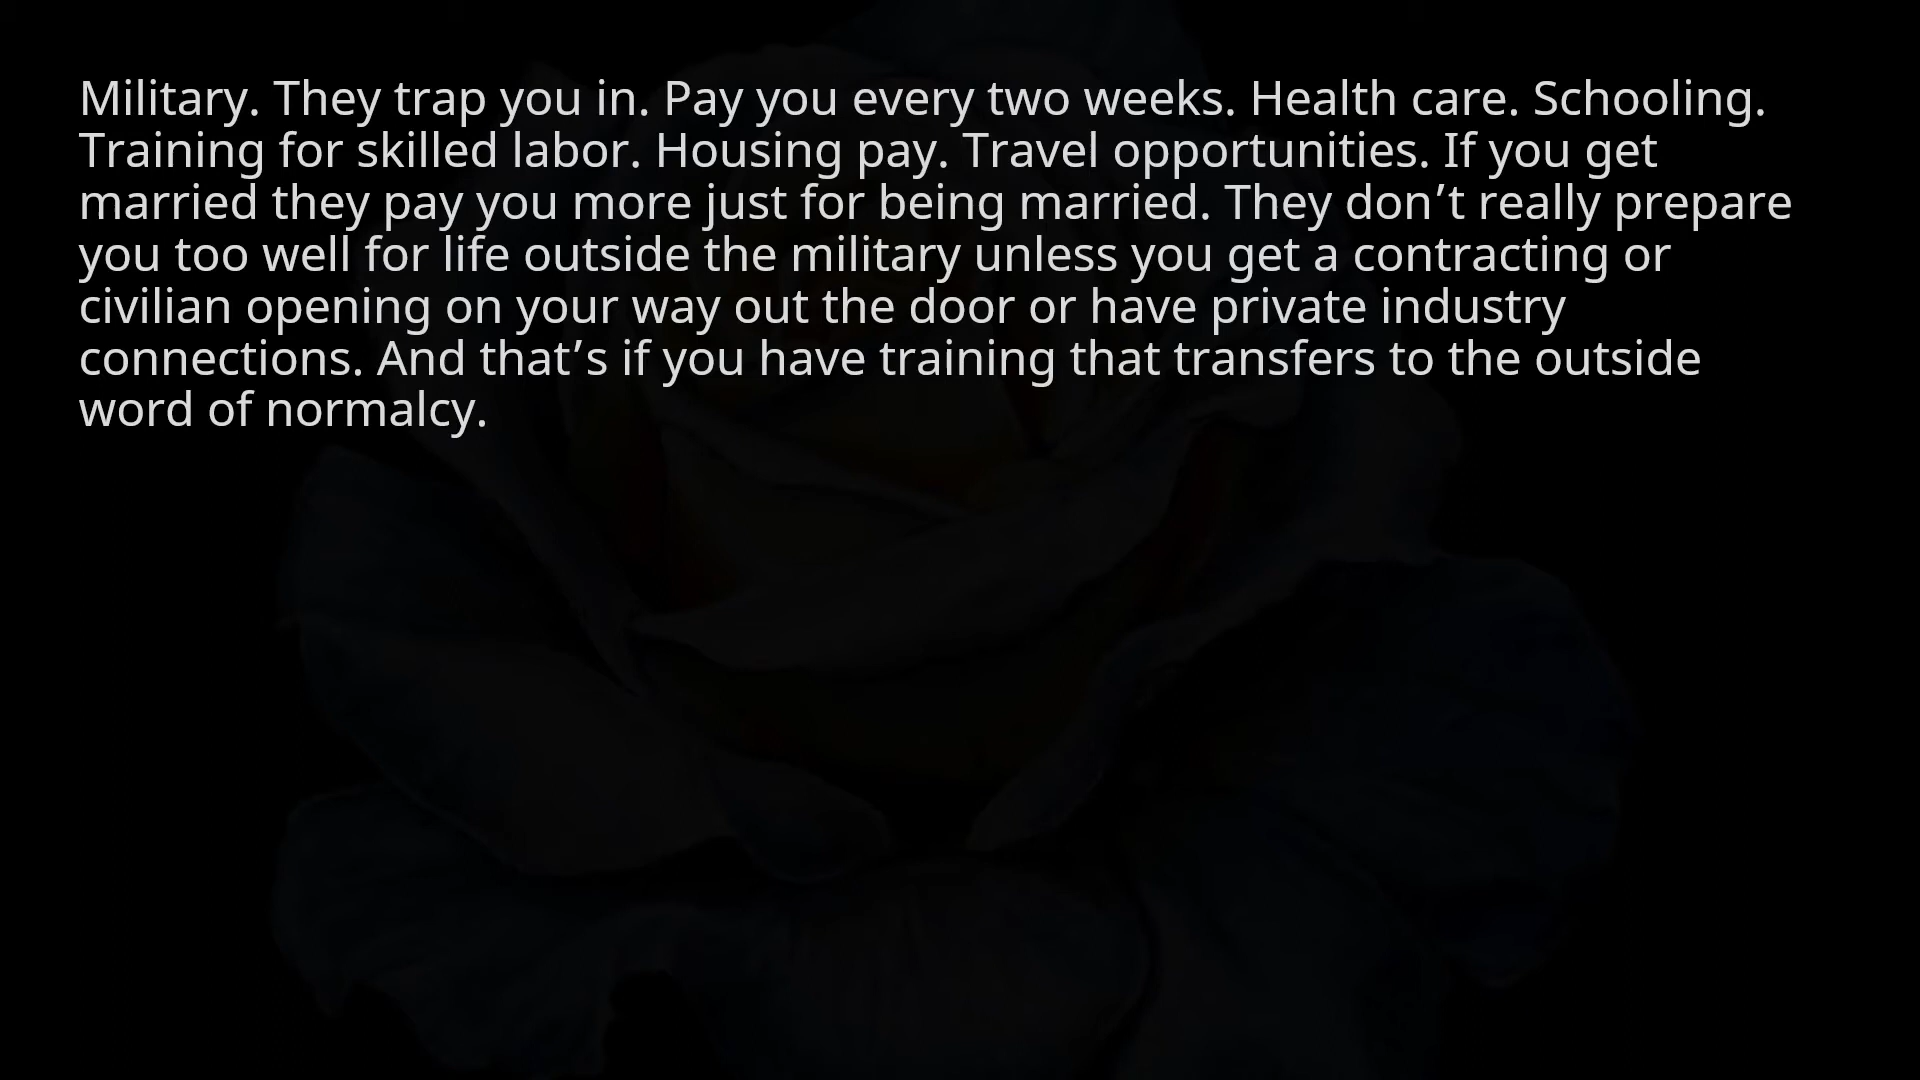 Military. They trap you in. Pay you every two weeks. Health care. Schooling.
Training for skilled labor. Housing pay. Travel opportunities. If you get
married they pay you more just for being married. They don’t really prepare
you too well for life outside the military unless you get a contracting or
civilian opening on your way out the door or have private industry
connections. And that’s if you have training that transfers to the outside
word of normalcy.